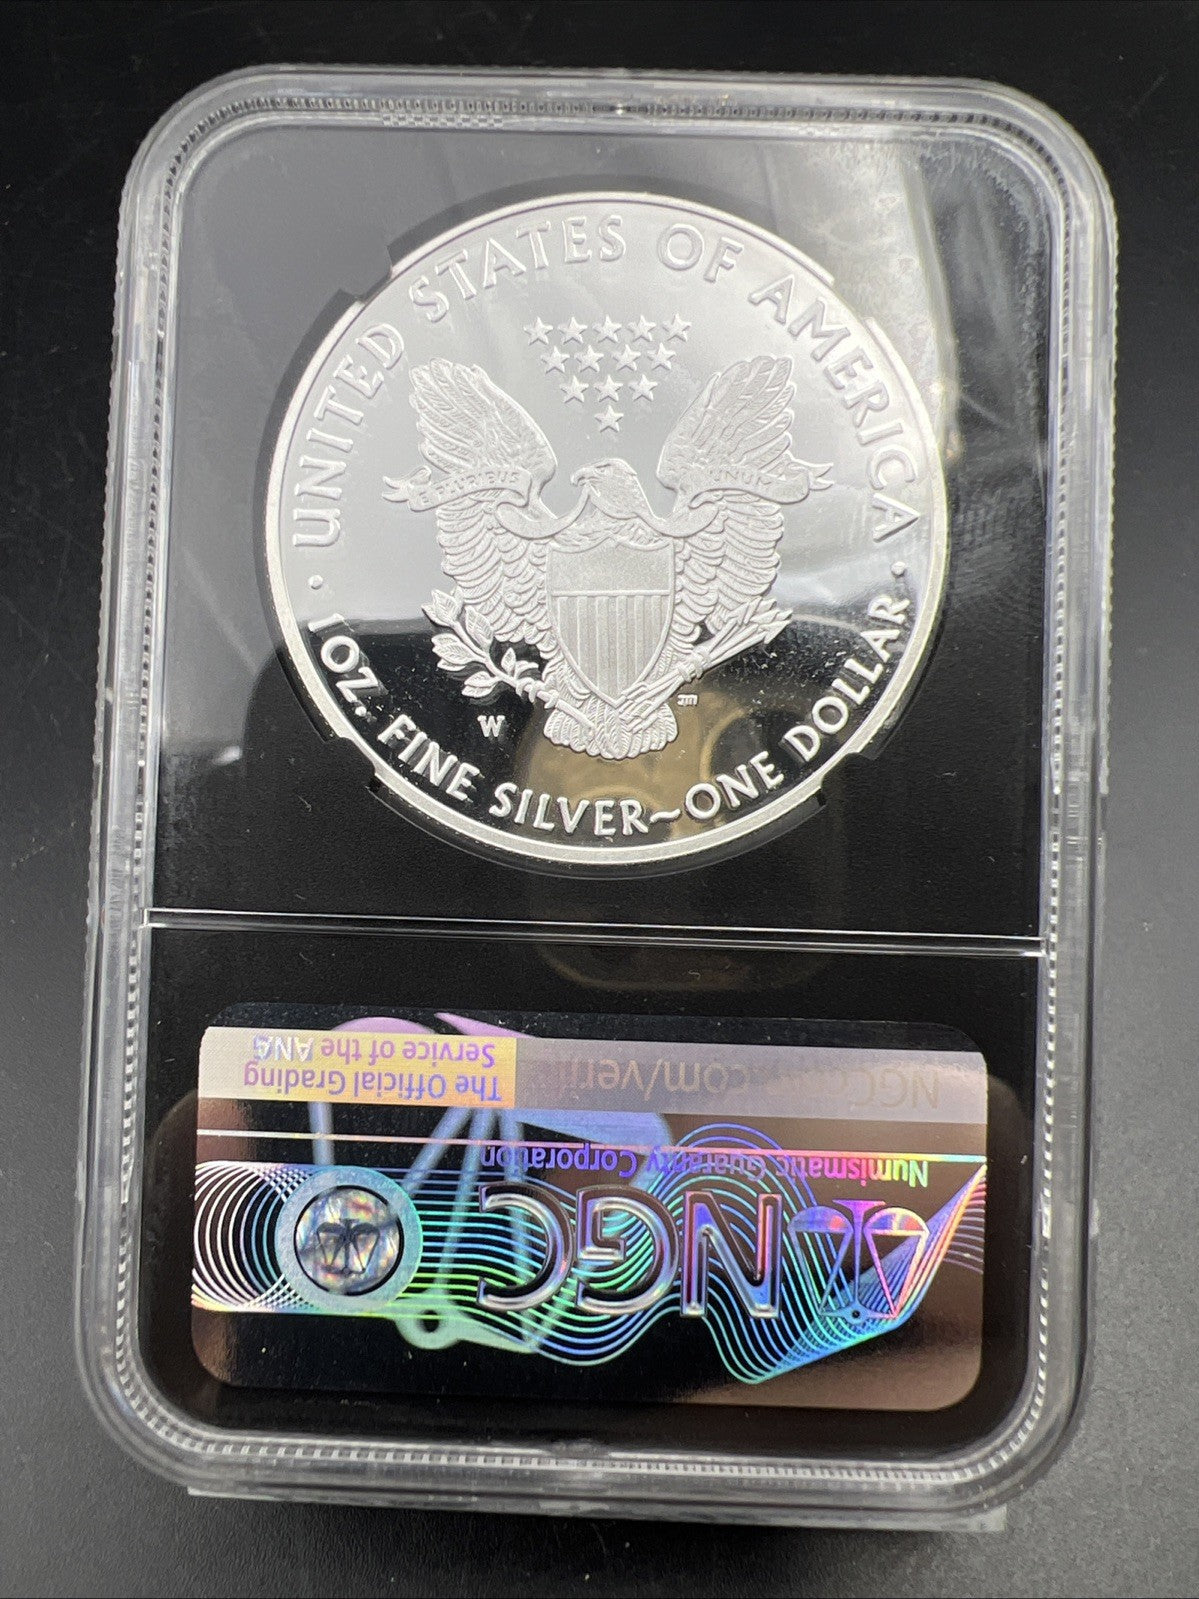 UNITED STATES OF AMERICA
E PLURIBUS UNUM
W
1 OZ. FINE SILVER~ONE DOLLAR
NGC
Numismatic Guaranty Corporation
The Official Grading
Service of the ANA